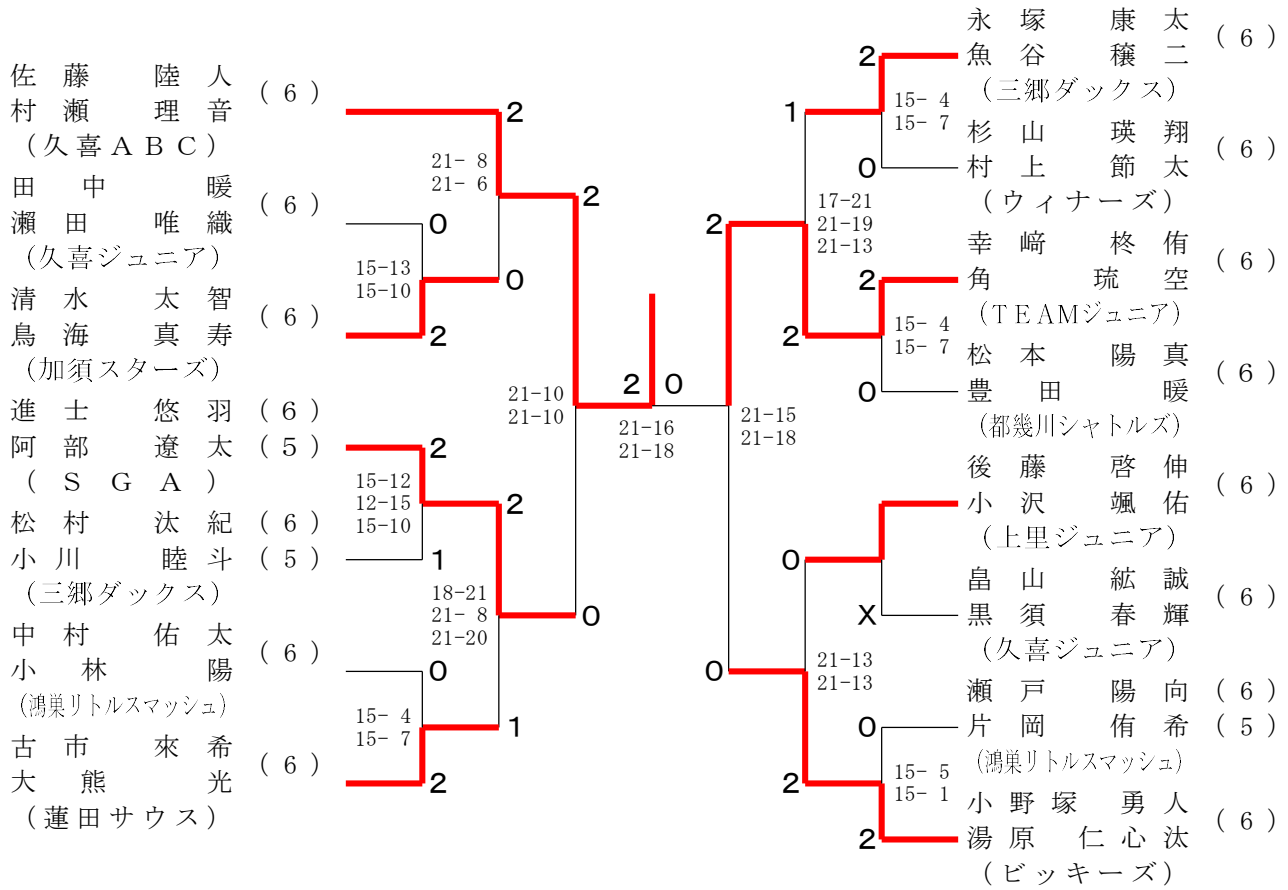 佐藤 陸人 (6)
村瀬 理音
(久喜ABC)
田中 暖 (6)
瀬田 唯織
(久喜ジュニア)
清水 太智 (6)
鳥海 真寿
(加須スターズ)
進士 悠羽 (6)
阿部 遼太 (5)
(SGA)
松村 汰紀 (6)
小川 睦斗 (5)
(三郷ダックス)
中村 佑太 (6)
小林 陽
(鴻巣リトルスマッシュ)
古市 來希 (6)
大熊 光
(蓮田サウス)
2
21- 8
21- 6
0
15-13
15-10
0
2
2
2
15-12
12-15
15-10
2
1
18-21
21- 8
21-20
0
0
15- 4
15- 7
1
2
21-10
21-10
2 0
21-16
21-18
2
21-15
21-18
0
1
17-21
21-19
21-13
2
0
21-13
21-13
2
2
15- 4
15- 7
0
2
15- 4
15- 7
0
X
0
15- 5
15- 1
2
永塚 康太 (6)
魚谷 穣二
(三郷ダックス)
杉山 瑛翔 (6)
村上 節太
(ウィナーズ)
幸﨑 柊侑 (6)
角 琉空
(TEAMジュニア)
松本 陽真 (6)
豊田 暖
(都幾川シャトルズ)
後藤 啓伸 (6)
小沢 颯佑
(上里ジュニア)
畠山 紘誠 (6)
黒須 春輝
(久喜ジュニア)
瀬戸 陽向 (6)
片岡 侑希 (5)
(鴻巣リトルスマッシュ)
小野塚 勇人 (6)
湯原 仁心汰
(ビッキーズ)